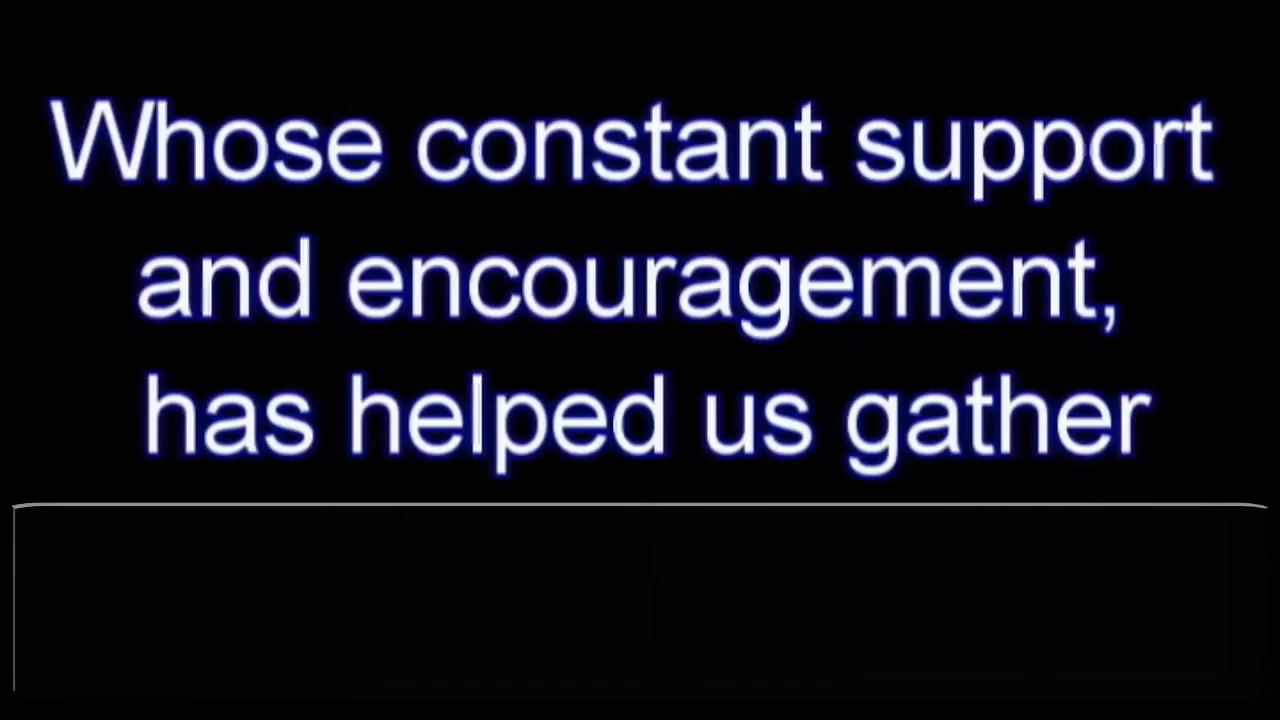 Whose constant support
and encouragement,
has helped us gather